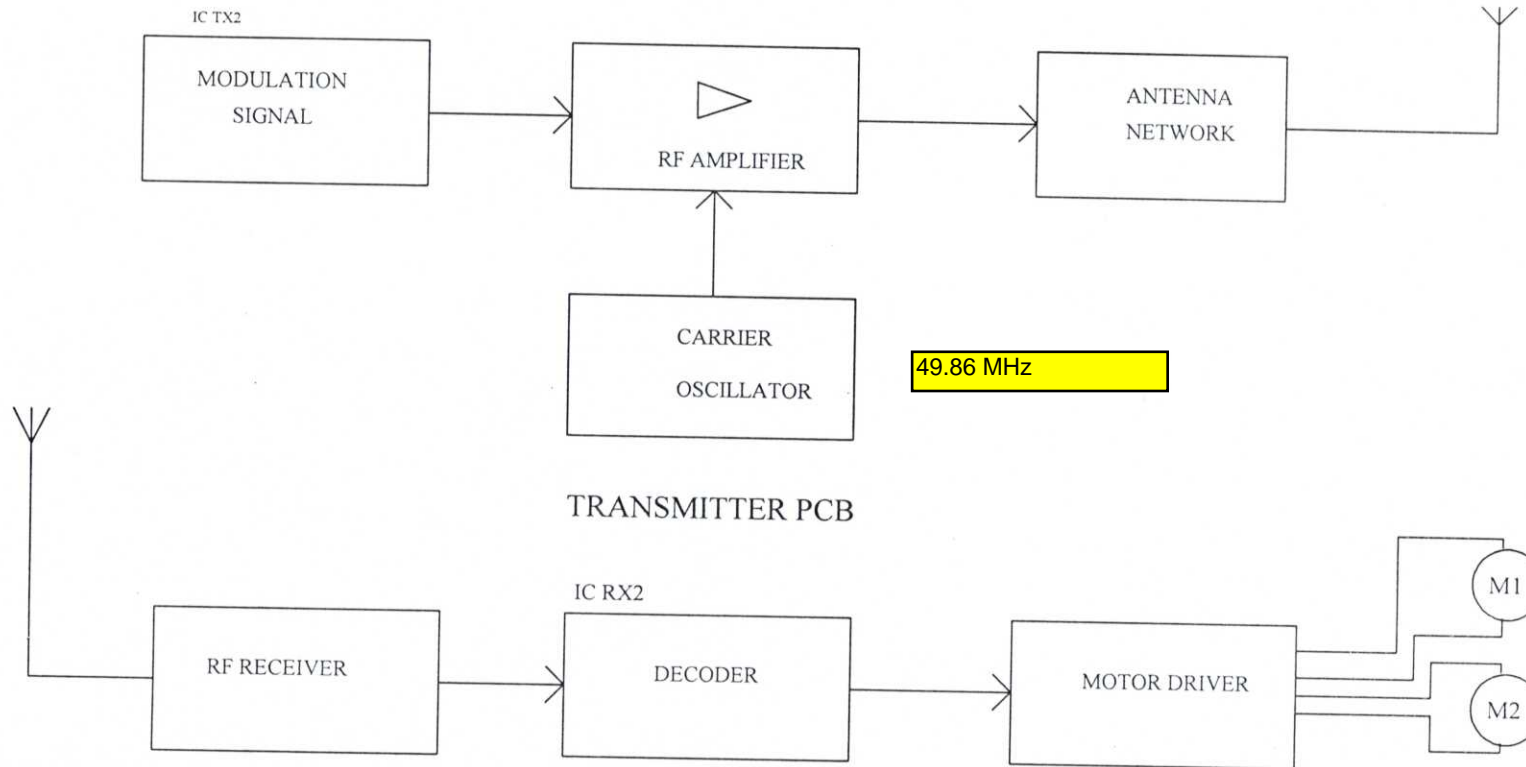 IC TX2
MODULATION
SIGNAL
RF AMPLIFIER
ANTENNA
NETWORK
CARRIER
OSCILLATOR
49.86 MHz
TRANSMITTER PCB
IC RX2
RF RECEIVER
DECODER
MOTOR DRIVER
M1
M2